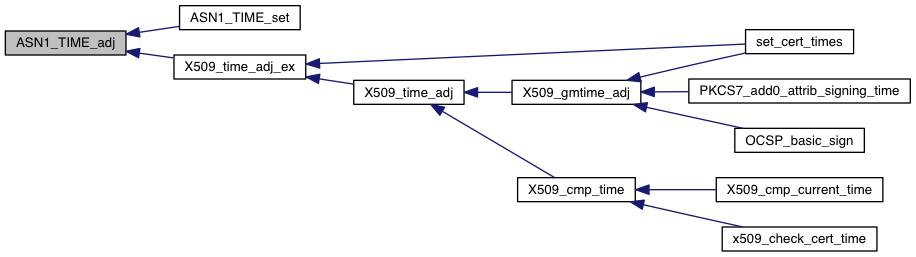 ASN1_TIME_adj
ASN1_TIME_set
X509_time_adj_ex
set_cert_times
X509_time_adj
X509_gmtime_adj
PKCS7_add0_attrib_signing_time
OCSP_basic_sign
X509_cmp_time
X509_cmp_current_time
x509_check_cert_time